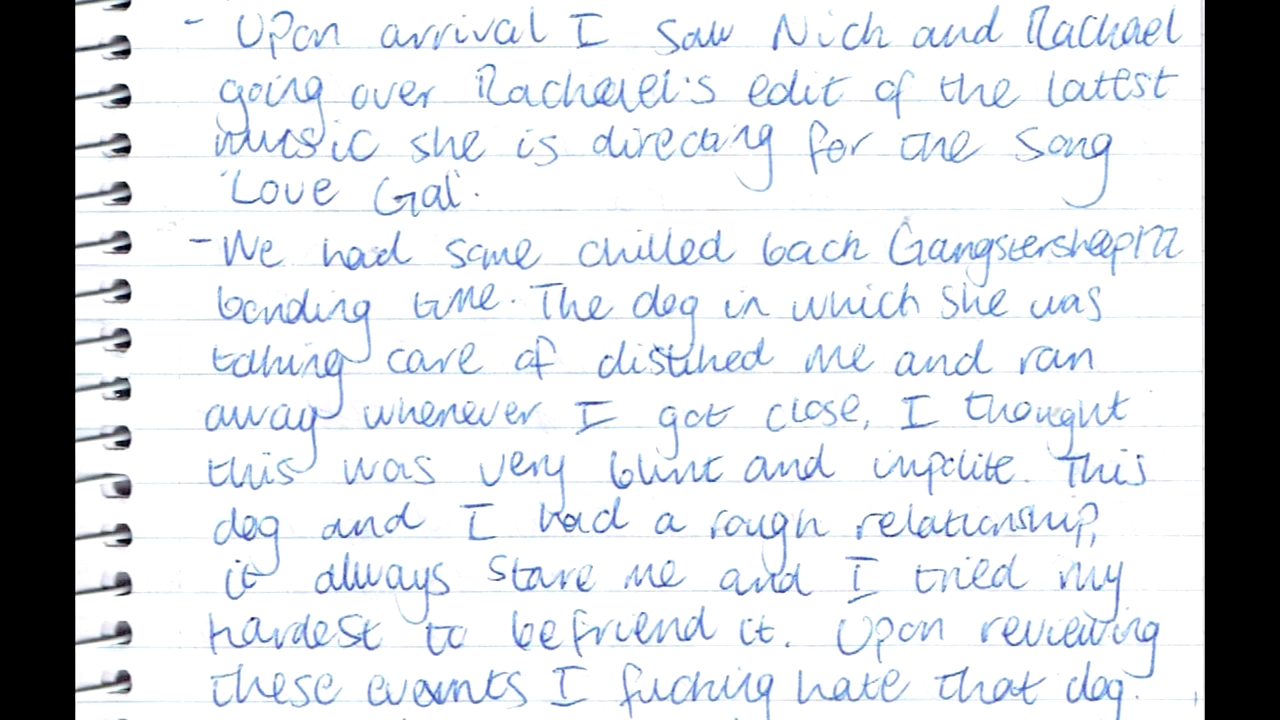 - Upon arrival I saw Nick and Rachael
going over Rachael's edit of the lattest
music she is directing for the song
'Love Gal'.
- We had some chilled back Gangstersheepizz
bonding time. The dog in which she was
taking care of disliked me and ran
away whenever I got close, I thought
this was very blunt and inpolite. This
dog and I had a rough relationship,
it always stare me and I tried my
hardest to befriend it. Upon reviewing
these events I fucking hate that dog.